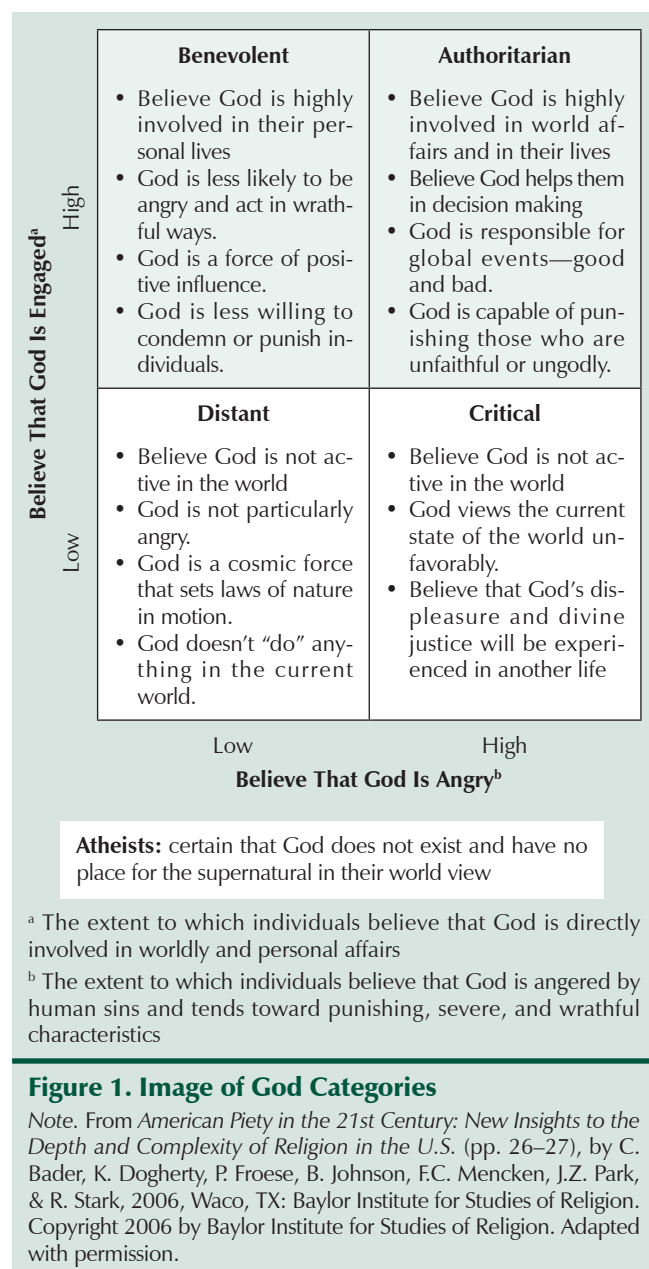 Benevolent
• Believe God is highly
involved in their per-
sonal lives
• God is less likely to be
angry and act in wrath-
ful ways.
• God is a force of posi-
tive influence.
• God is less willing to
condemn or punish in-
dividuals.
Authoritarian
• Believe God is highly
involved in world af-
fairs and in their lives
• Believe God helps them
in decision making
• God is responsible for
global events—good
and bad.
• God is capable of pun-
ishing those who are
unfaithful or ungodly.
Believe That God Is Engagedᵃ
High
Low
Distant
• Believe God is not ac-
tive in the world
• God is not particularly
angry.
• God is a cosmic force
that sets laws of nature
in motion.
• God doesn't “do” any-
thing in the current
world.
Critical
• Believe God is not ac-
tive in the world
• God views the current
state of the world un-
favorably.
• Believe that God's dis-
pleasure and divine
justice will be experi-
enced in another life
Low
High
Believe That God Is Angryᵇ
Atheists: certain that God does not exist and have no
place for the supernatural in their world view
ᵃ The extent to which individuals believe that God is directly
involved in worldly and personal affairs
ᵇ The extent to which individuals believe that God is angered by
human sins and tends toward punishing, severe, and wrathful
characteristics
Figure 1. Image of God Categories
Note. From American Piety in the 21st Century: New Insights to the
Depth and Complexity of Religion in the U.S. (pp. 26–27), by C.
Bader, K. Dogherty, P. Froese, B. Johnson, F.C. Mencken, J.Z. Park,
& R. Stark, 2006, Waco, TX: Baylor Institute for Studies of Religion.
Copyright 2006 by Baylor Institute for Studies of Religion. Adapted
with permission.